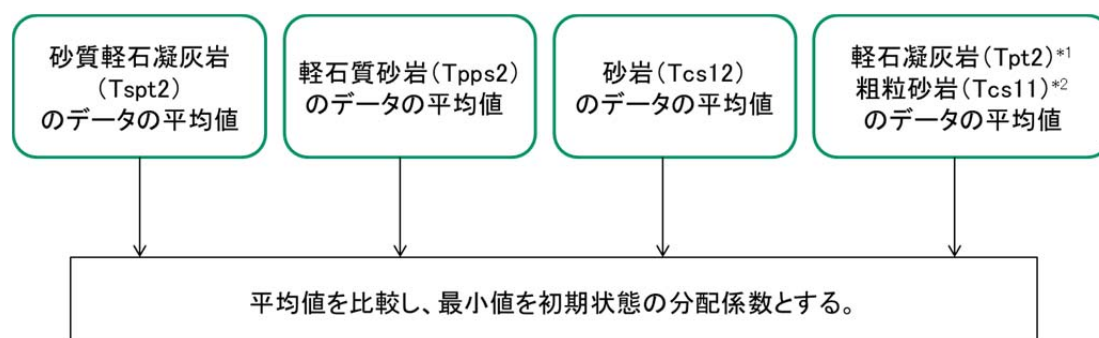 砂質軽石凝灰岩
(Tspt2)
のデータの平均値
軽石質砂岩(Tpps2)
のデータの平均値
砂岩(Tcs12)
のデータの平均値
軽石凝灰岩(Tpt2)*1
粗粒砂岩(Tcs11)*2
のデータの平均値
平均値を比較し、最小値を初期状態の分配係数とする。